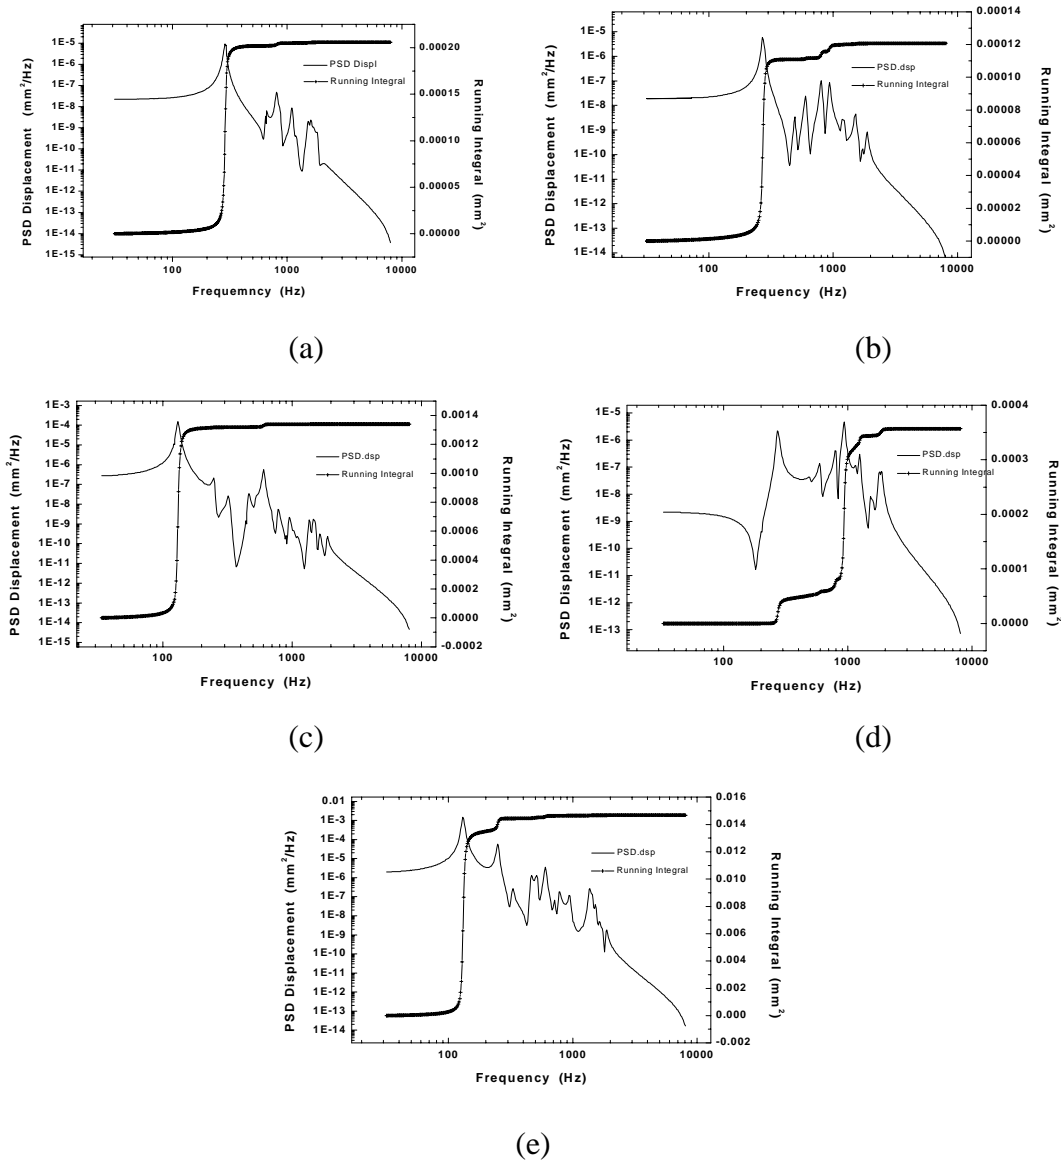 1E-5
1E-6
1E-7
1E-8
1E-9
1E-10
1E-11
1E-12
1E-13
1E-14
1E-15
PSD Displacement (mm²/Hz)
PSD Displ
Running Integral
0.00020
0.00015
0.00010
0.00005
0.00000
Running Integral (mm²)
100 1000 10000
Frequemncy (Hz)
(a)
1E-5
1E-6
1E-7
1E-8
1E-9
1E-10
1E-11
1E-12
1E-13
1E-14
PSD Displacement (mm²/Hz)
PSD.dsp
Running Integral
0.00014
0.00012
0.00010
0.00008
0.00006
0.00004
0.00002
0.00000
Running Integral (mm²)
100 1000 10000
Frequency (Hz)
(b)
1E-3
1E-4
1E-5
1E-6
1E-7
1E-8
1E-9
1E-10
1E-11
1E-12
1E-13
1E-14
1E-15
PSD Displacement (mm²/Hz)
PSD.dsp
Running Integral
0.0014
0.0012
0.0010
0.0008
0.0006
0.0004
0.0002
0.0000
-0.0002
Running Integral (mm²)
100 1000 10000
Frequency (Hz)
(c)
1E-5
1E-6
1E-7
1E-8
1E-9
1E-10
1E-11
1E-12
1E-13
PSD Displacement (mm²/Hz)
PSD.dsp
Running Integral
0.0004
0.0003
0.0002
0.0001
0.0000
Running Integral (mm²)
100 1000 10000
Frequency (Hz)
(d)
0.01
1E-3
1E-4
1E-5
1E-6
1E-7
1E-8
1E-9
1E-10
1E-11
1E-12
1E-13
1E-14
PSD Displacement (mm²/Hz)
PSD.dsp
Running Integral
0.016
0.014
0.012
0.010
0.008
0.006
0.004
0.002
0.000
-0.002
Running Integral (mm²)
100 1000 10000
Frequency (Hz)
(e)